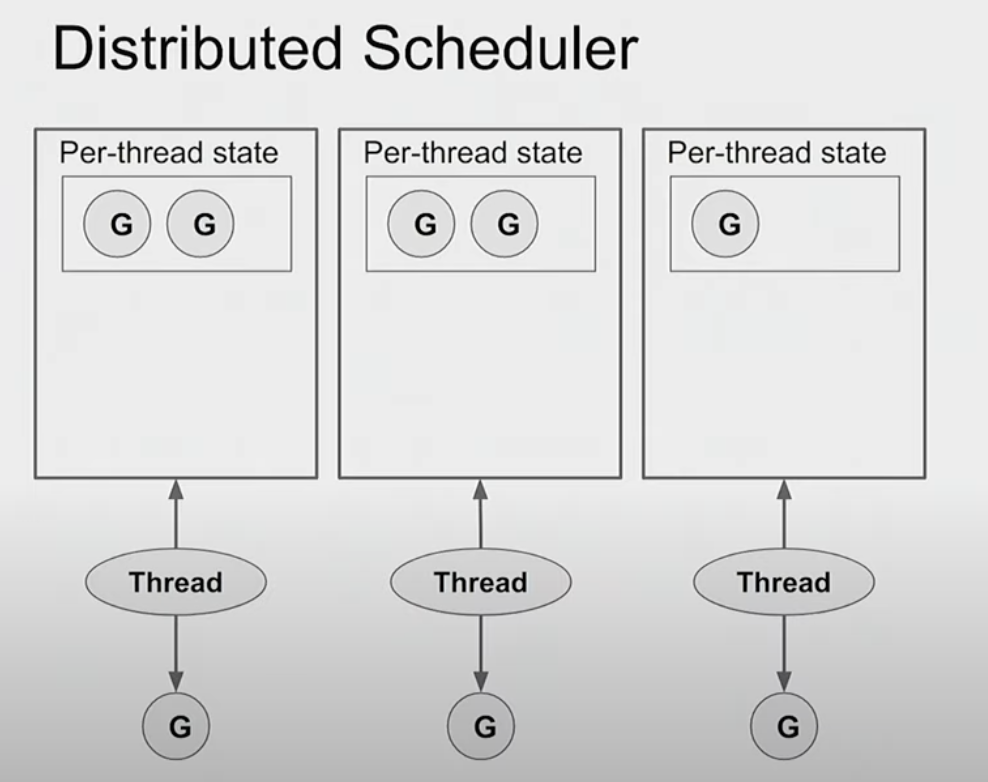 Distributed Scheduler
Per-thread state
G G
Per-thread state
G G
Per-thread state
G
Thread
Thread
Thread
G
G
G